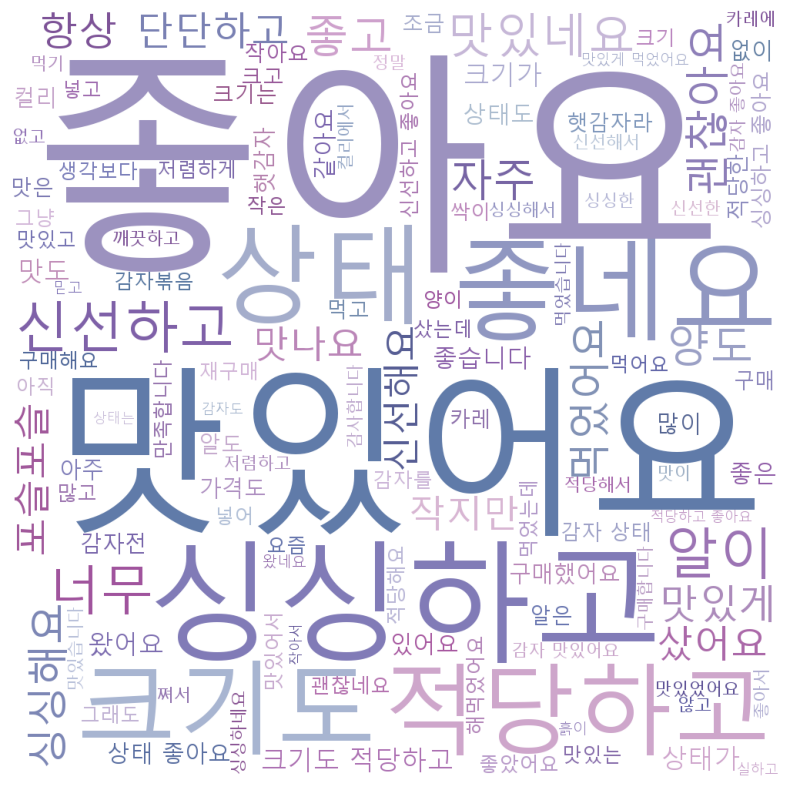 항상 단단하고 좋고 조금 맛있네요 크기 카레에
먹기 작아요 정말 맛있게 먹었어요 없이
컬리 넣고 크고 크기는 좋아요 크기가 괜찮아요
없고 햇감자 같아요 컬리에서 신선하고 좋아요 상태도 햇감자라 감자 좋아요
생각보다 저렴하게 자주 신선해서 적당한 싱싱하고 좋아요
맛은 작은 싹이 싱싱해서 싱싱한 신선한
그냥 깨끗하고 상태 좋네요
맛있고 맛도 감자볶음 먹었습니다
믿고 먹고 양이
신선하고 맛나요 샀는데 양도
구매해요 신선해요 좋습니다 먹어요
아직 만족합니다 재구매 감사합니다 먹었어요 구매
포슬포슬 맛있어요 상태는 감자도 카레 많이
아주 알도 저렴하고 맛이 좋은
많고 넣어 가격도 감자를 적당해서
감자전 요즘 작지만 먹었는데 감자 상태 적당하고 좋아요
너무 왔네요 싱싱하고 적당해요 구매했어요 구매합니다 알이
싱싱해요 맛있습니다 왔어요 맛있어서 작아서 있어요 알은 맛있게
해먹었어요 감자 맛있어요 샀어요
크기도 적당하고
쪄서 괜찮네요 맛있었어요
그래도 싱싱하네요 흙이 않고 좋아서
상태 좋아요 크기도 적당하고 좋았어요 맛있는 상태가 실하고